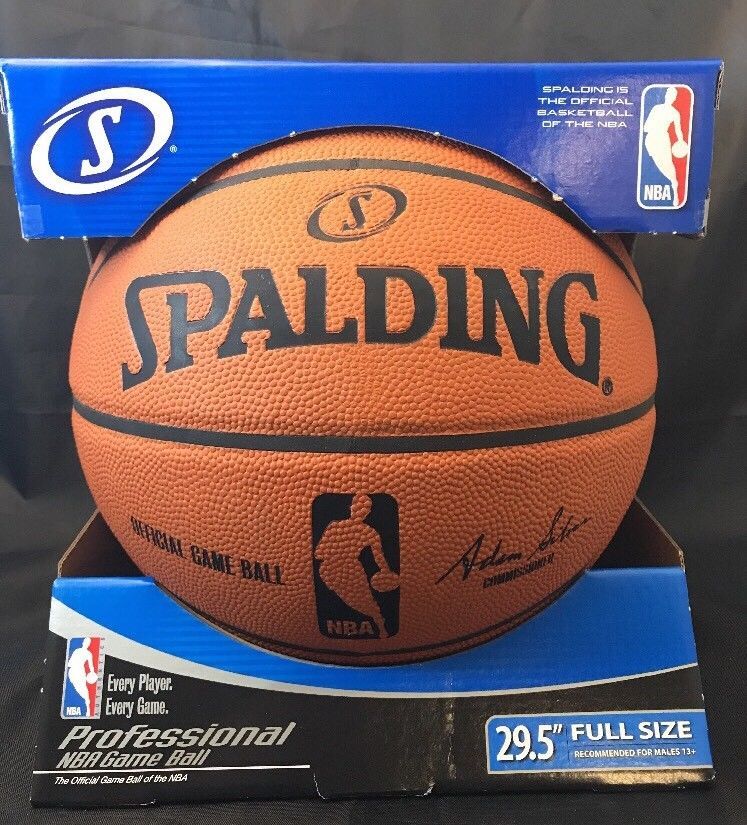 S
®
SPALDING IS
THE OFFICIAL
BASKETBALL
OF THE NBA
NBA
S
SPALDING®
OFFICIAL GAME BALL
NBA
Adam Silver
COMMISSIONER
NBA
Every Player.
Every Game.
Professional
NBA Game Ball
The Official Game Ball of the NBA
29.5" FULL SIZE
RECOMMENDED FOR MALES 13+